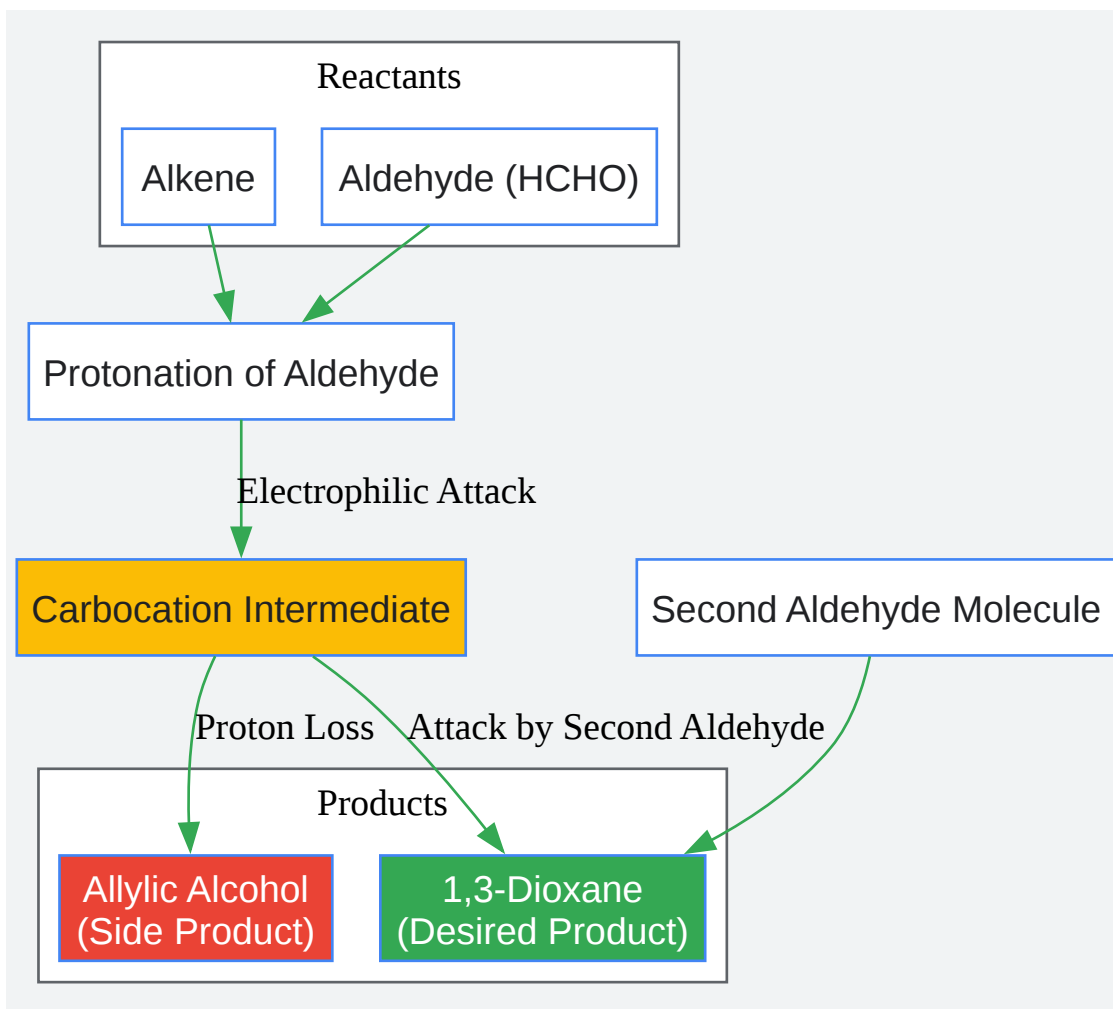 Reactants
Alkene
Aldehyde (HCHO)
Protonation of Aldehyde
Electrophilic Attack
Carbocation Intermediate
Second Aldehyde Molecule
Proton Loss
Attack by Second Aldehyde
Products
Allylic Alcohol
(Side Product)
1,3-Dioxane
(Desired Product)